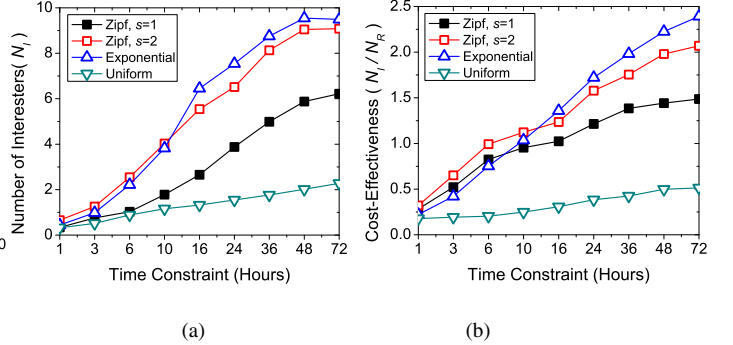 10
8
6
4
2
0
Number of Interesters( N_I )
Zipf, s=1
Zipf, s=2
Exponential
Uniform
1 3 6 10 16 24 36 48 72
Time Constraint (Hours)
(a)
0
2.5
2.0
1.5
1.0
0.5
0.0
Cost-Effectiveness ( N_I / N_R )
Zipf, s=1
Zipf, s=2
Exponential
Uniform
1 3 6 10 16 24 36 48 72
Time Constraint (Hours)
(b)